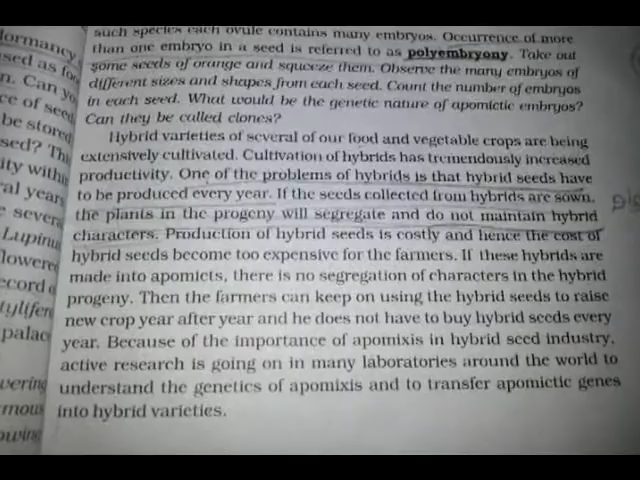 such species each ovule contains many embryos. Occurrence of more
than one embryo in a seed is referred to as polyembryony. Take out
some seeds of orange and squeeze them. Observe the many embryos of
different sizes and shapes from each seed. Count the number of embryos
in each seed. What would be the genetic nature of apomictic embryos?
Can they be called clones?
Hybrid varieties of several of our food and vegetable crops are being
extensively cultivated. Cultivation of hybrids has tremendously increased
productivity. One of the problems of hybrids is that hybrid seeds have
to be produced every year. If the seeds collected from hybrids are sown,
the plants in the progeny will segregate and do not maintain hybrid
characters. Production of hybrid seeds is costly and hence the cost of
hybrid seeds become too expensive for the farmers. If these hybrids are
made into apomicts, there is no segregation of characters in the hybrid
progeny. Then the farmers can keep on using the hybrid seeds to raise
new crop year after year and he does not have to buy hybrid seeds every
year. Because of the importance of apomixis in hybrid seed industry,
active research is going on in many laboratories around the world to
understand the genetics of apomixis and to transfer apomictic genes
into hybrid varieties.